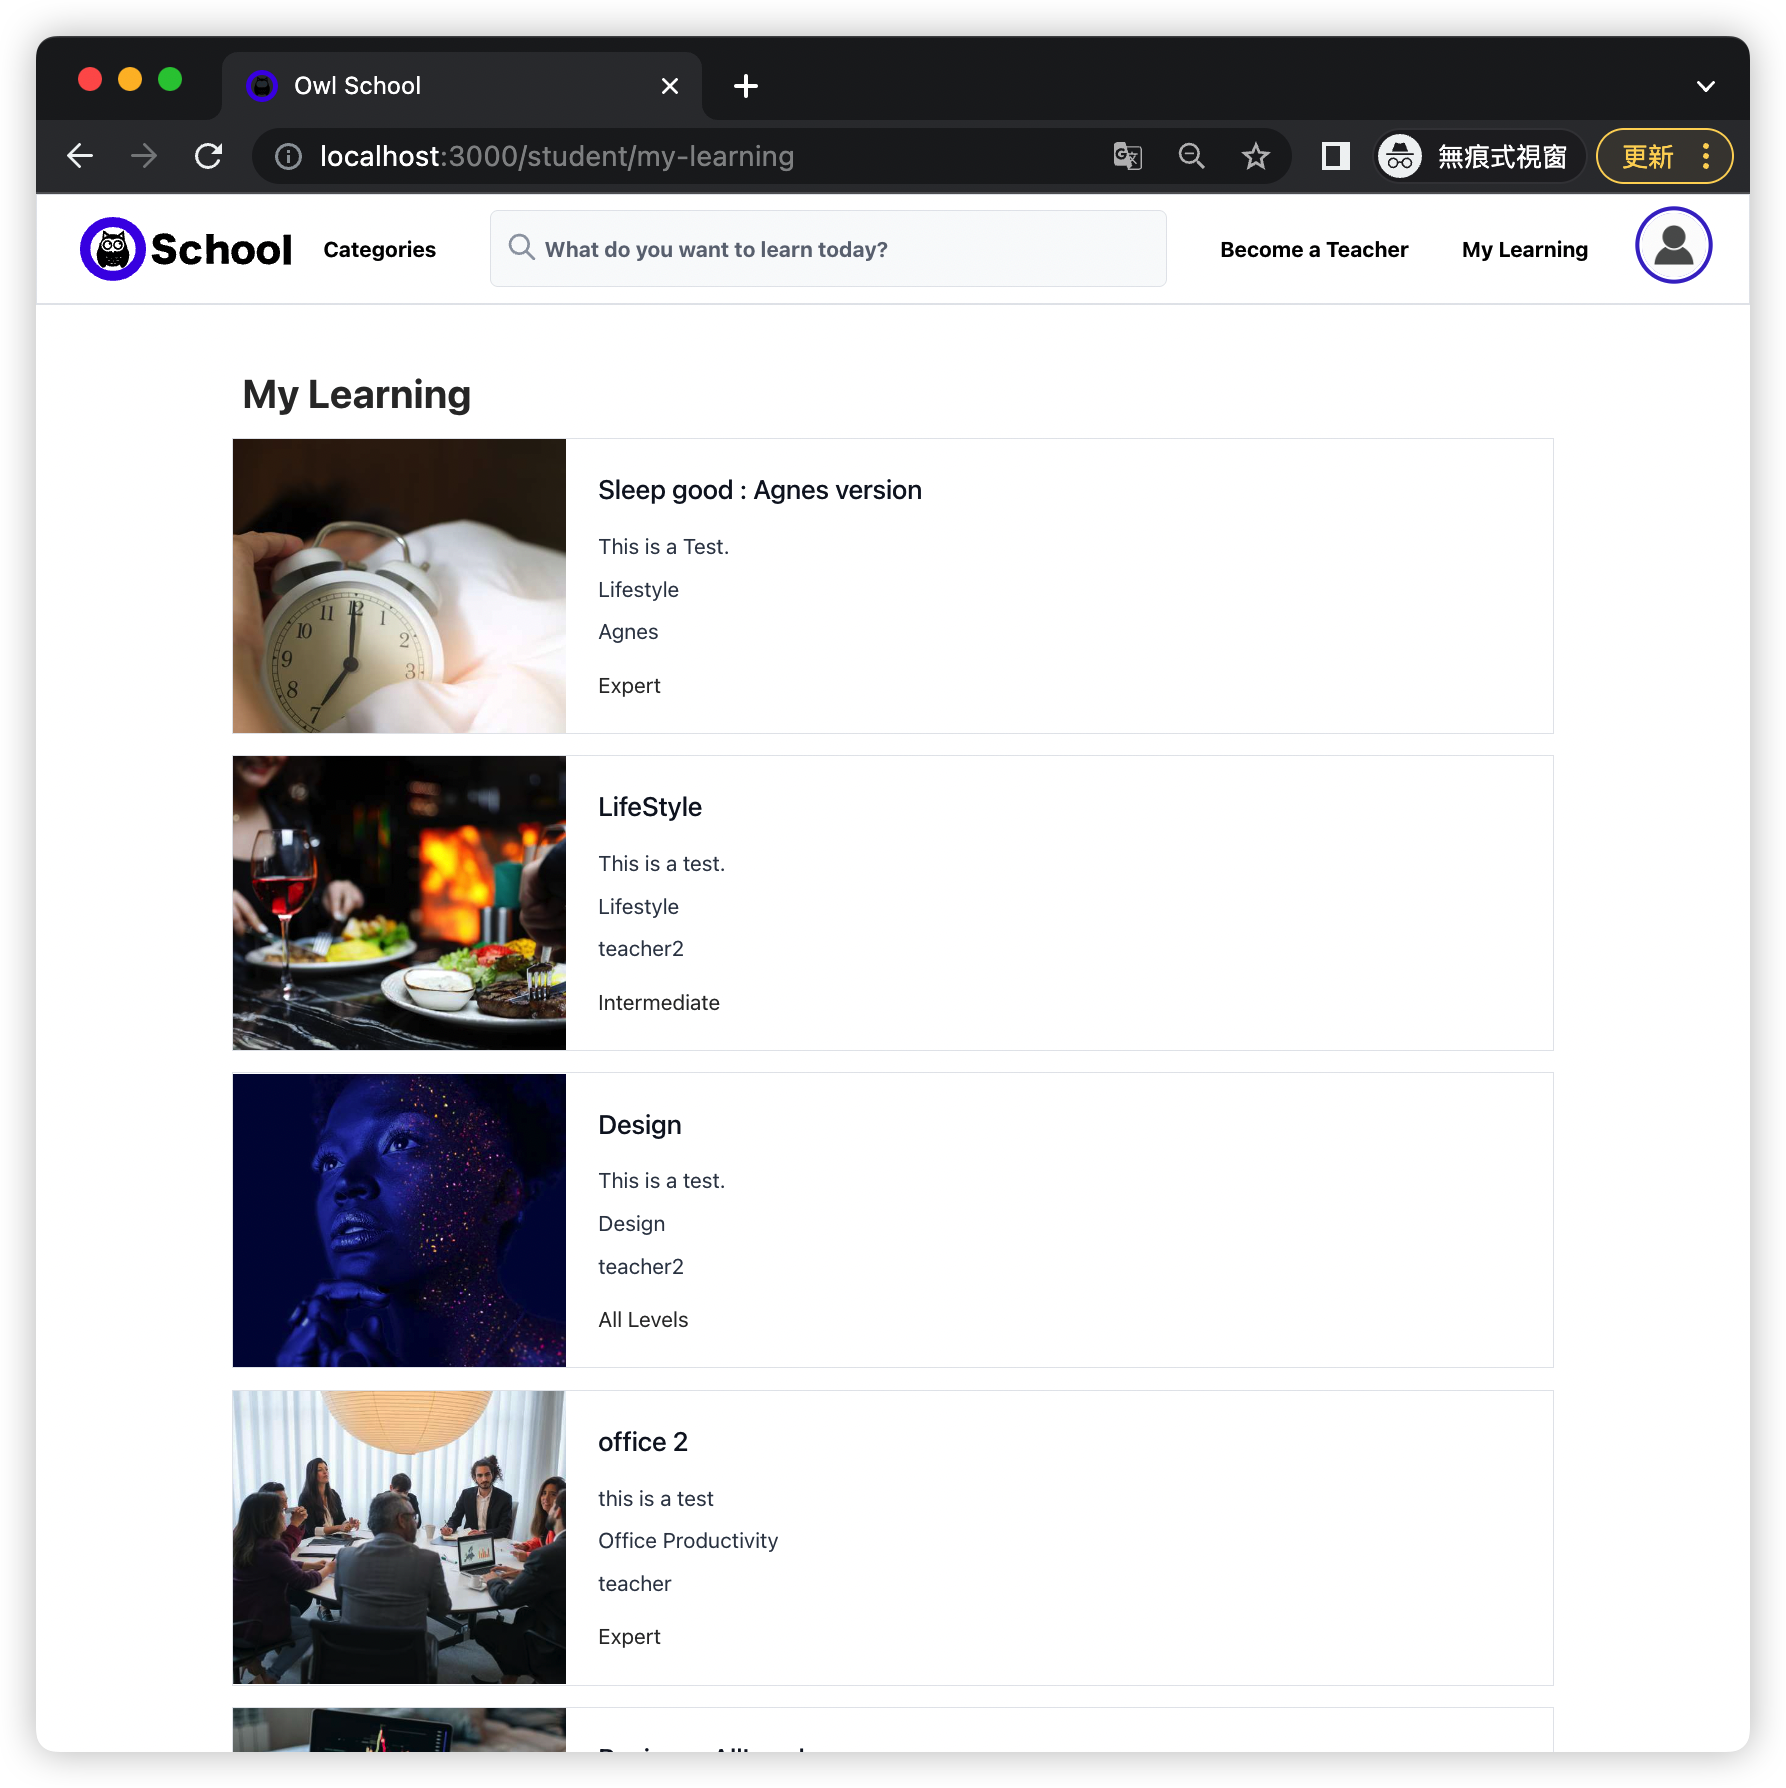 Owl School
localhost:3000/student/my-learning
無痕式視窗
更新
School
Categories
What do you want to learn today?
Become a Teacher
My Learning
My Learning
Sleep good : Agnes version
This is a Test.
Lifestyle
Agnes
Expert
LifeStyle
This is a test.
Lifestyle
teacher2
Intermediate
Design
This is a test.
Design
teacher2
All Levels
office 2
this is a test
Office Productivity
teacher
Expert